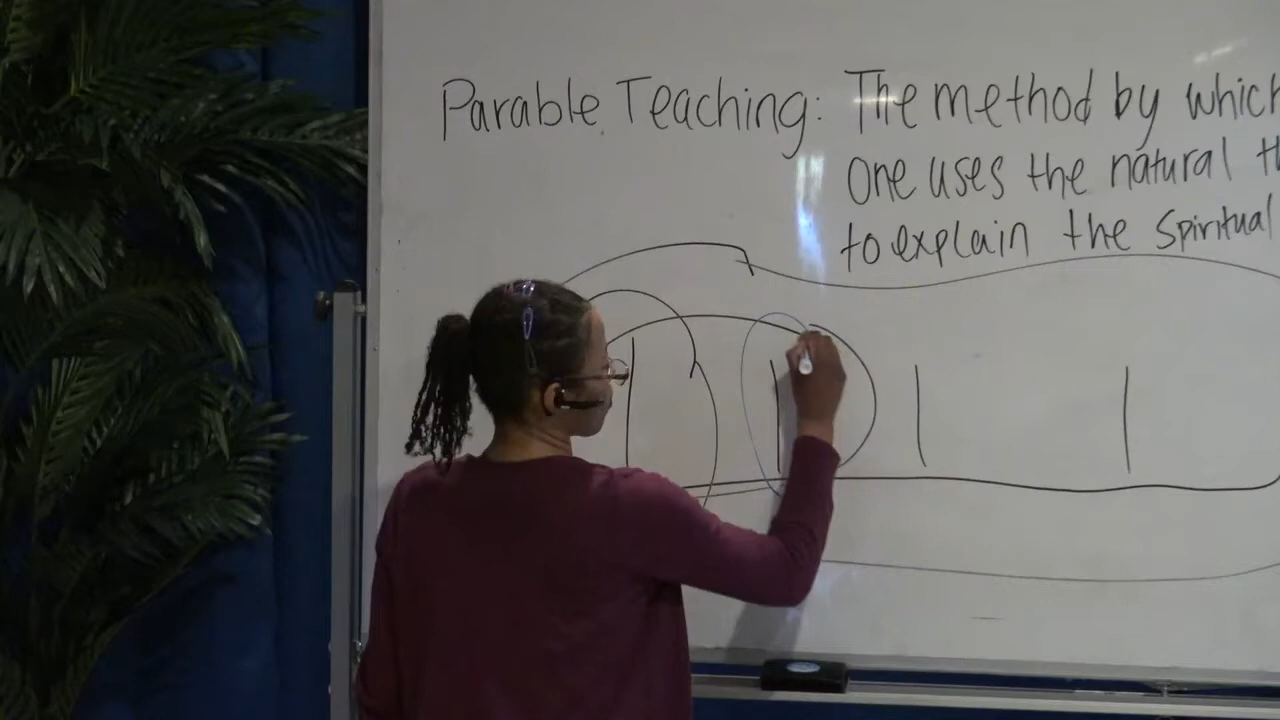 Parable Teaching: The method by which
one uses the natural
to explain the spiritual